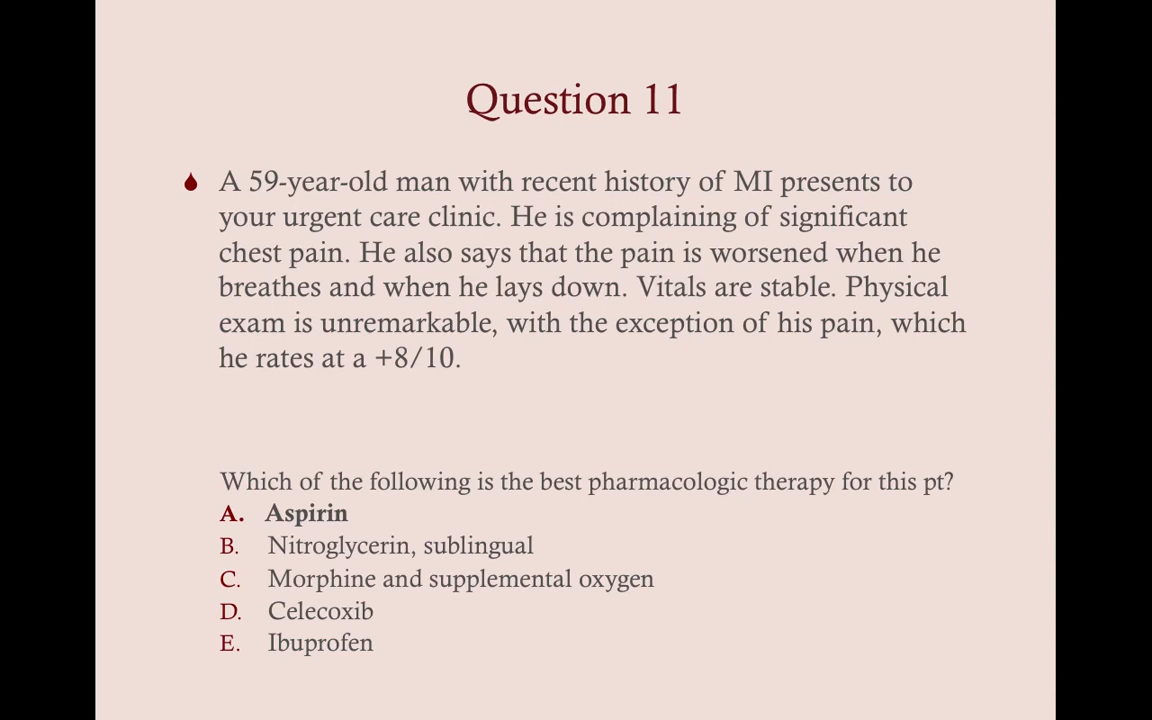 Question 11
A 59-year-old man with recent history of MI presents to
your urgent care clinic. He is complaining of significant
chest pain. He also says that the pain is worsened when he
breathes and when he lays down. Vitals are stable. Physical
exam is unremarkable, with the exception of his pain, which
he rates at a +8/10.
Which of the following is the best pharmacologic therapy for this pt?
A. Aspirin
B. Nitroglycerin, sublingual
C. Morphine and supplemental oxygen
D. Celecoxib
E. Ibuprofen